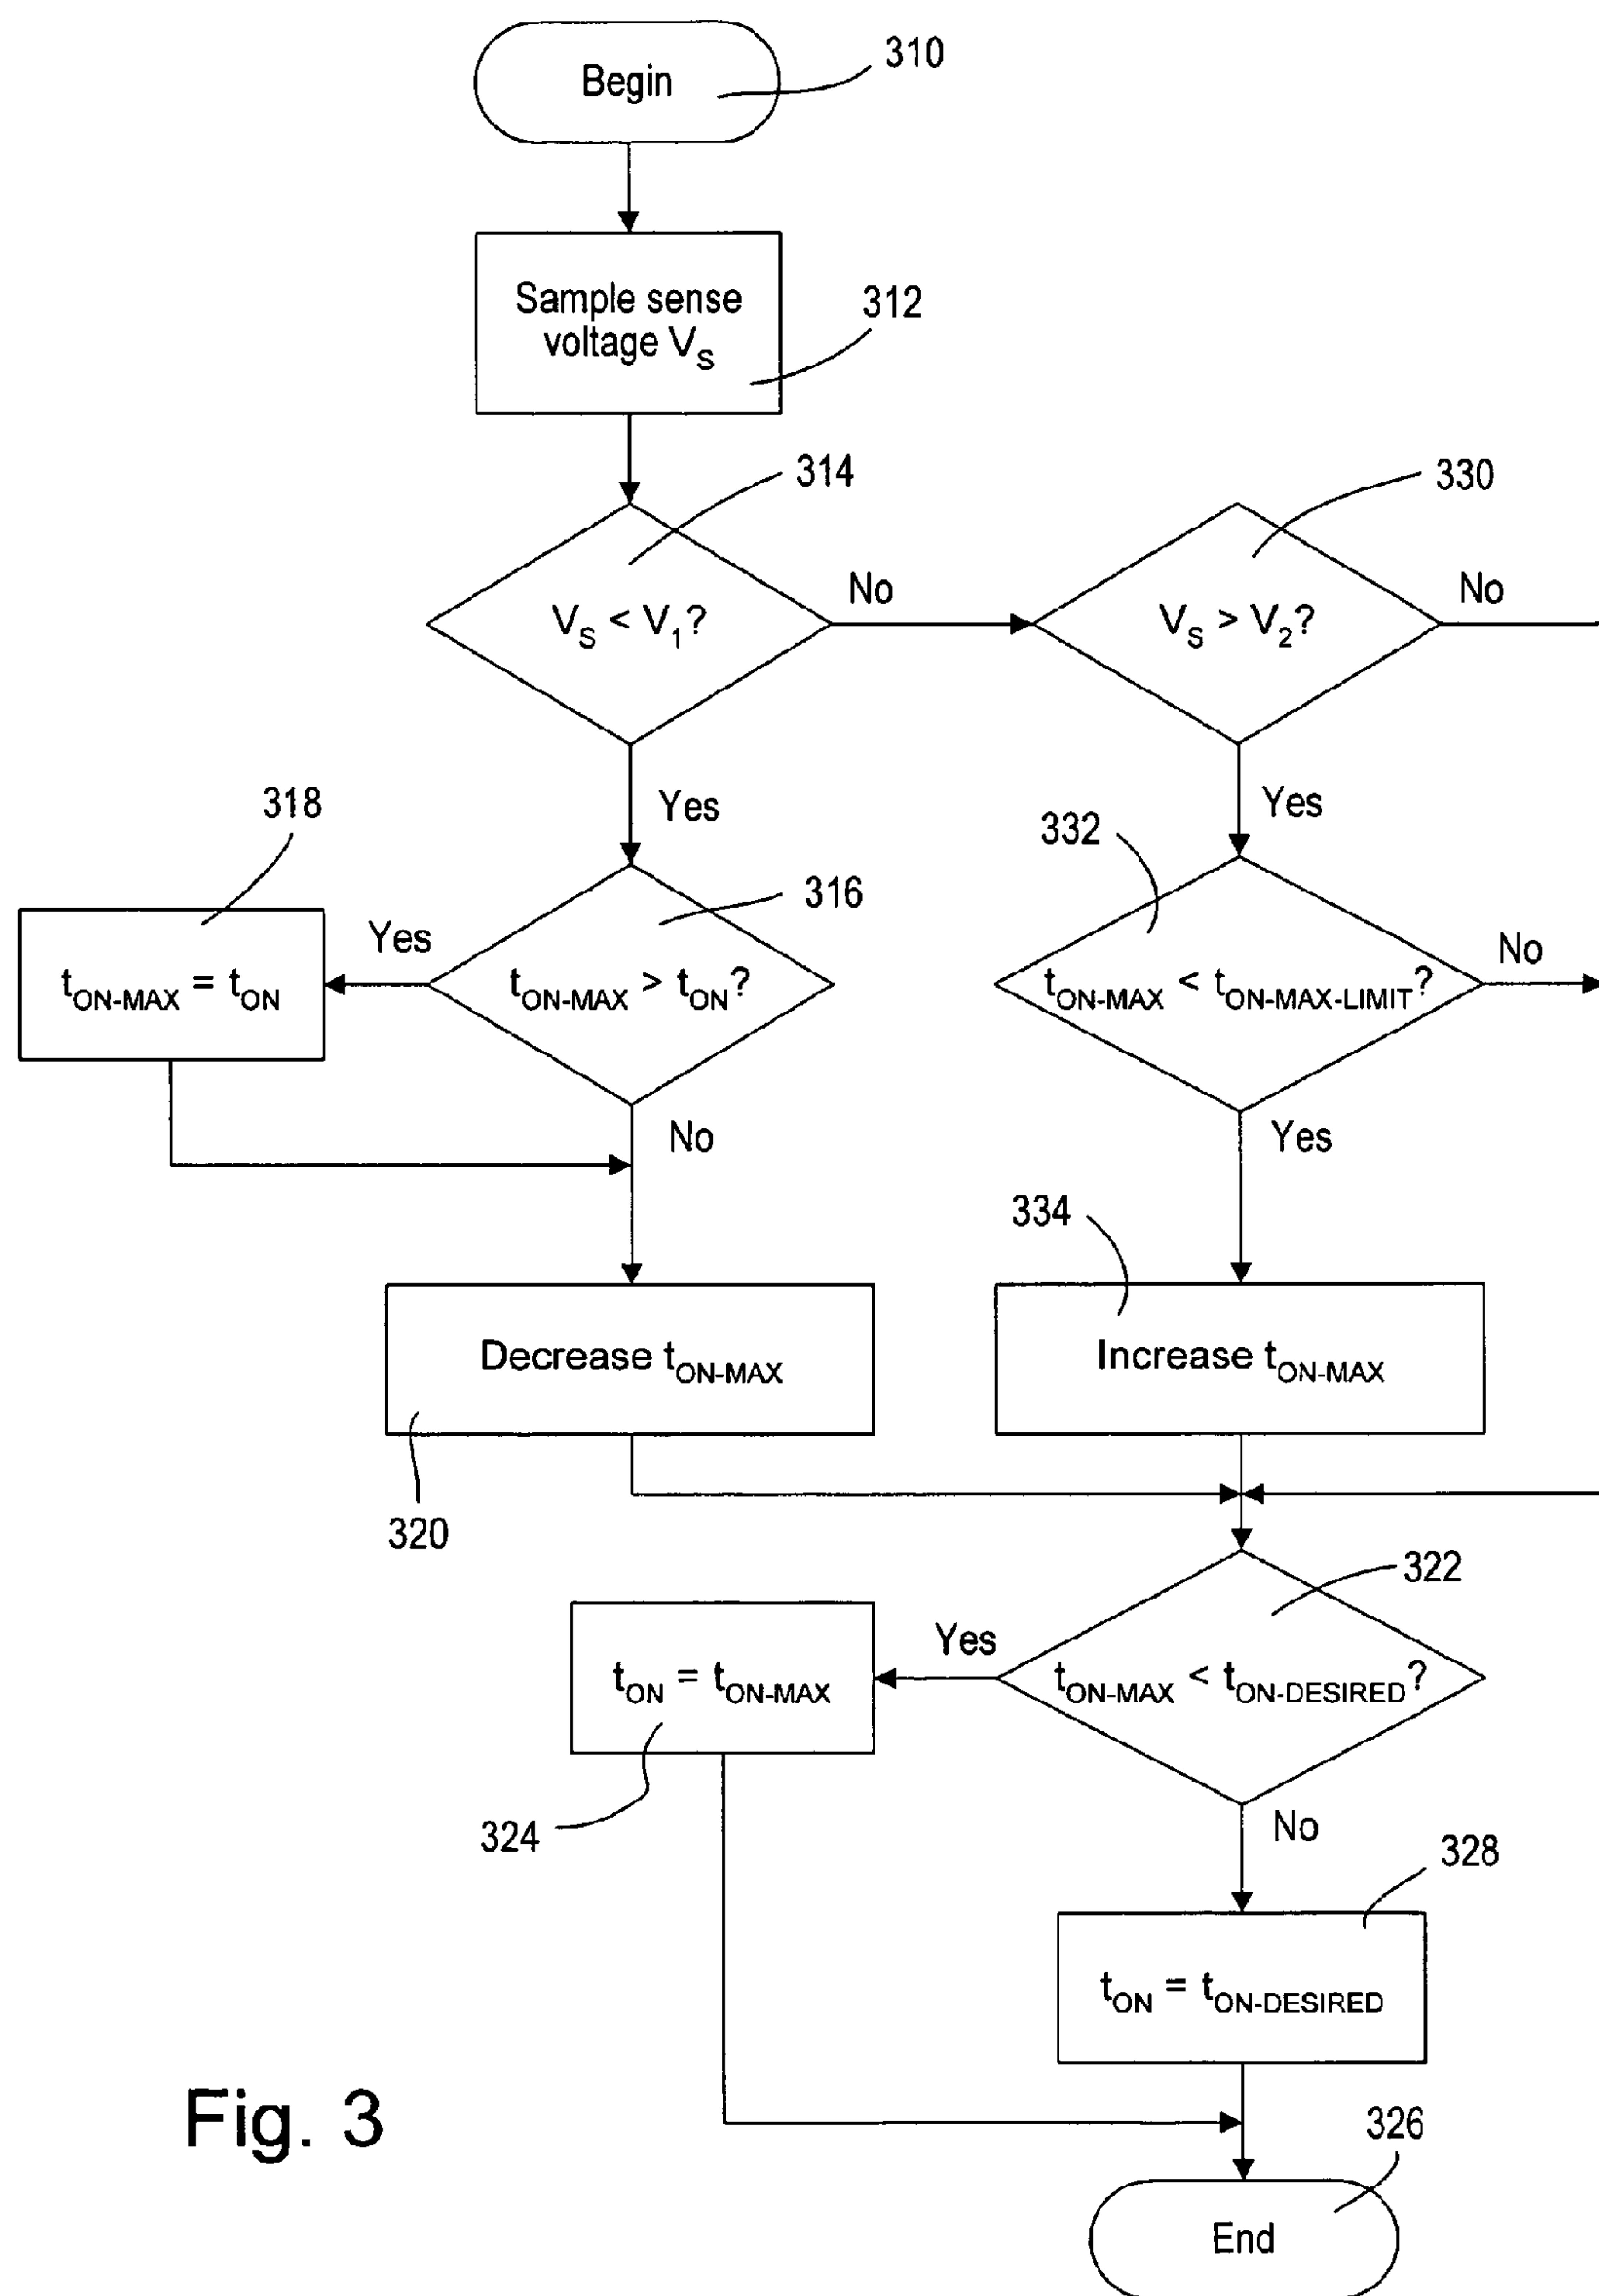 Begin
310
Sample sense
voltage V_S
312
314
330
V_S < V_1?
No
V_S > V_2?
No
Yes
Yes
318
332
316
t_ON-MAX = t_ON
Yes
t_ON-MAX > t_ON?
t_ON-MAX < t_ON-MAX-LIMIT?
No
No
Yes
334
Decrease t_ON-MAX
Increase t_ON-MAX
320
322
t_ON = t_ON-MAX
Yes
t_ON-MAX < t_ON-DESIRED?
324
No
328
t_ON = t_ON-DESIRED
Fig. 3
326
End